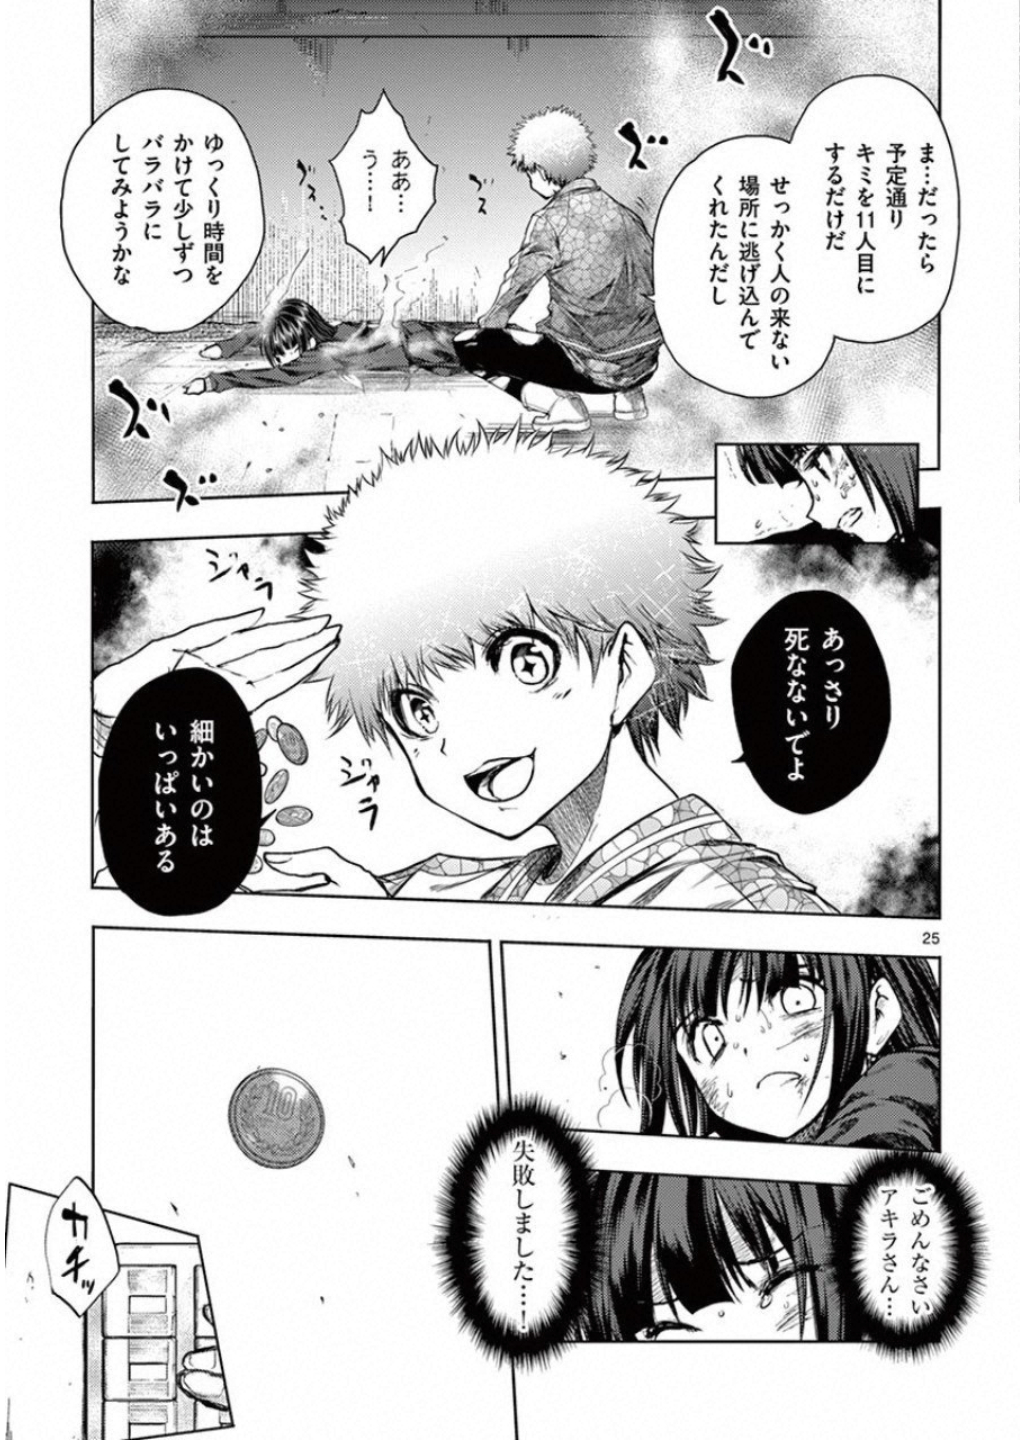 ま…だったら
予定通り
キミを11人目に
するだけだ
せっかく人の来ない
場所に逃げ込んで
くれたんだし
ああ…
う…！
ゆっくり時間を
かけて少しずつ
バラバラに
してみようかな
ズ
ズ
ズ
ズ
あっさり
死なないでよ
ジャラ
ジャラ
細かいのは
いっぱいある
25
ごめんなさい
アキラさん…
失敗しました…！
10
カチッ